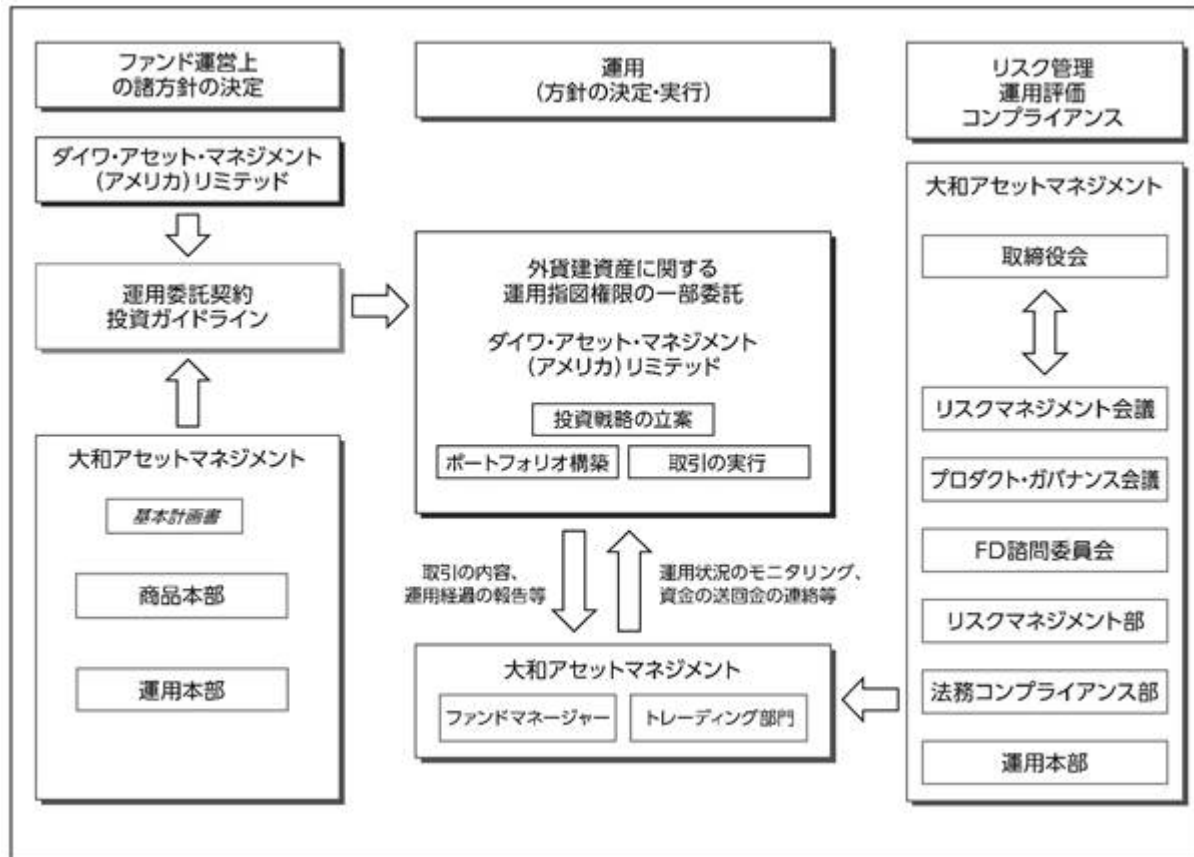 ファンド運営上
の諸方針の決定
ダイワ・アセット・マネジメント
(アメリカ)リミテッド
運用委託契約
投資ガイドライン
大和アセットマネジメント
基本計画書
商品本部
運用本部
運用
(方針の決定・実行)
外貨建資産に関する
運用指図権限の一部委託
ダイワ・アセット・マネジメント
(アメリカ)リミテッド
投資戦略の立案
ポートフォリオ構築
取引の実行
取引の内容、
運用経過の報告等
運用状況のモニタリング、
資金の送回金の連絡等
大和アセットマネジメント
ファンドマネージャー
トレーディング部門
リスク管理
運用評価
コンプライアンス
大和アセットマネジメント
取締役会
リスクマネジメント会議
プロダクト・ガバナンス会議
FD諮問委員会
リスクマネジメント部
法務コンプライアンス部
運用本部